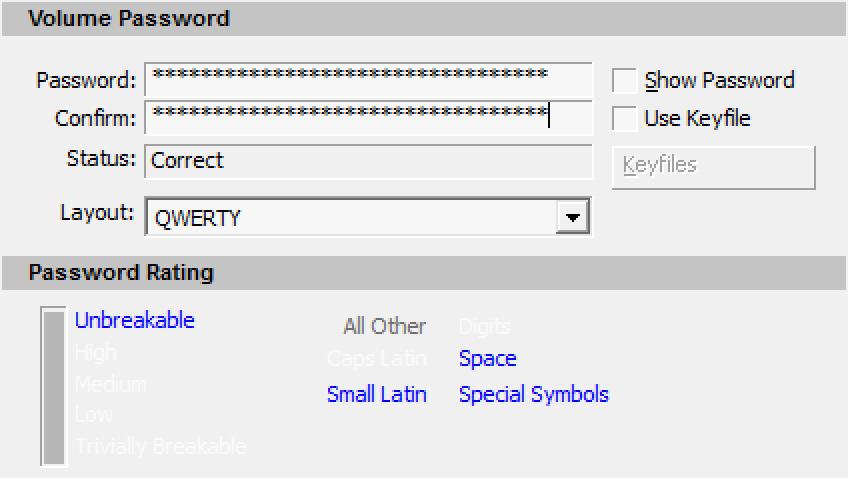 Volume Password
Password: *********************************
Show Password
Confirm: *********************************
Use Keyfile
Status: Correct
Keyfiles
Layout: QWERTY
Password Rating
Unbreakable
High
Medium
Low
Trivially Breakable
All Other Digits
Caps Latin Space
Small Latin Special Symbols